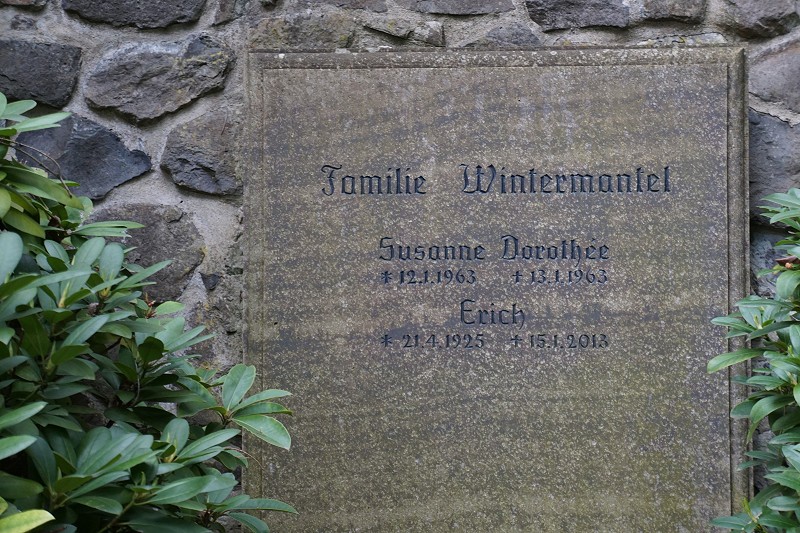 Familie Wintermantel
Susanne Dorothée
* 12.1.1963 + 13.1.1963
Erich
* 21.4.1925 + 15.1.2013